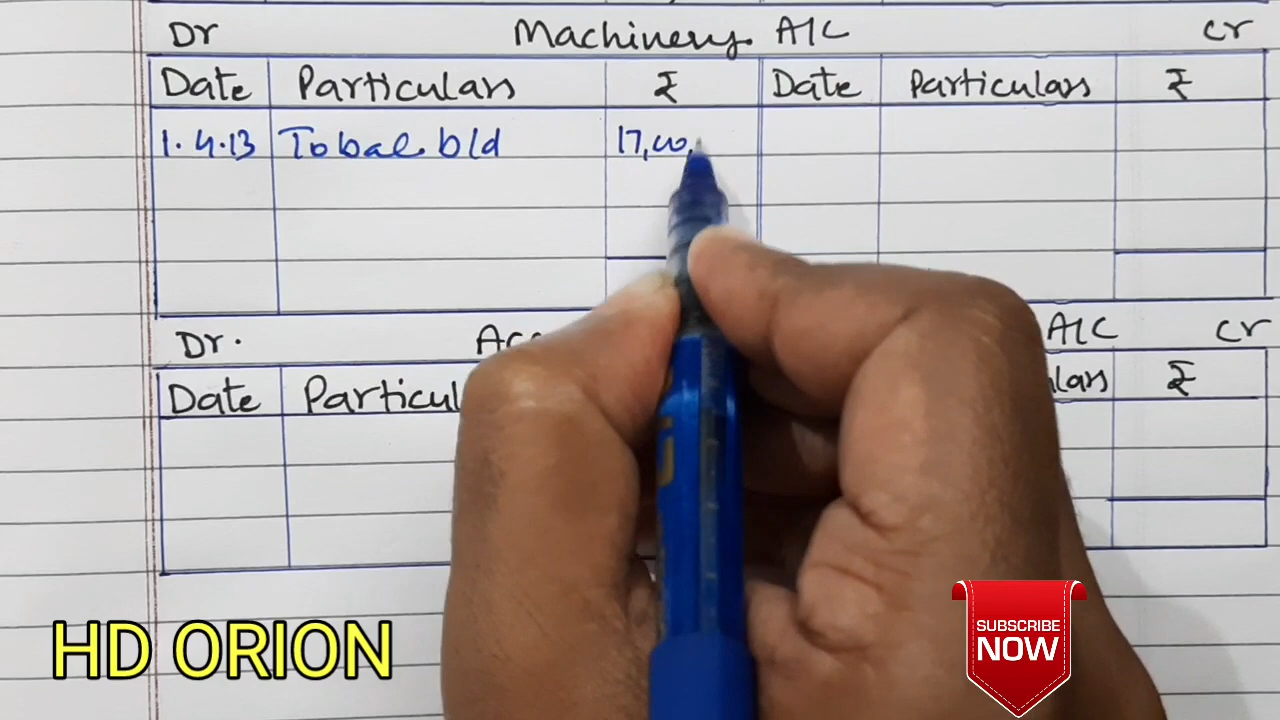 Dr Machinery A/C Cr
Date Particulars ₹ Date Particulars ₹
1.4.13 To bal b/d 17,00,
Dr. A/C Cr
Date ₹
HD ORION
SUBSCRIBE
NOW